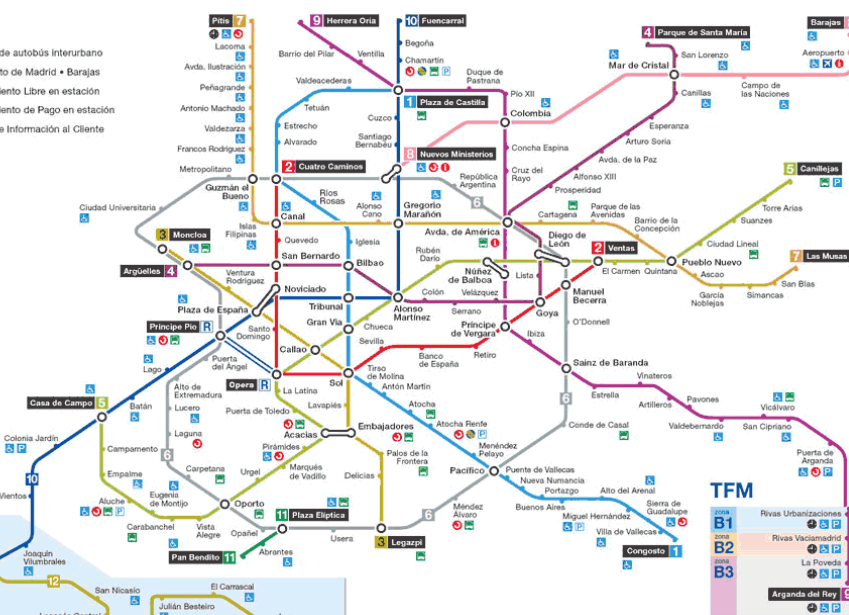 de autobús interurbano
to de Madrid • Barajas
iento Libre en estación
iento de Pago en estación
e Información al Cliente
Pitis 7
9 Herrera Oria
10 Fuencarral
4 Parque de Santa María
Barajas
Lacoma
Avda. Ilustración
Peñagrande
Antonio Machado
Valdezarza
Francos Rodríguez
Metropolitano
Guzmán el
Bueno
Ciudad Universitaria
Islas
Filipinas
Barrio del Pilar
Ventilla
Begoña
Chamartín
P
Duque de
Pastrana
Valdeacederas
Tetuán
Estrecho
Alvarado
1 Plaza de Castilla
Cuzco
Santiago
Bernabéu
8 Nuevos Ministerios
2 Cuatro Caminos
Pío XII
Colombia
Concha Espina
Cruz del
Rayo
República
Argentina
6
Mar de Cristal
San Lorenzo
Canillas
Campo de
las Naciones
Aeropuerto
Esperanza
Arturo Soria
Avda. de la Paz
Alfonso XIII
Prosperidad
Cartagena
Parque de las
Avenidas
Barrio de la
Concepción
5 Canillejas
P
Torre Arias
Suanzes
Ciudad Lineal
Pueblo Nuevo
7 Las Musas
San Blas
Simancas
García
Noblejas
Ascao
Quintana
El Carmen
2 Ventas
Diego de
León
Avda. de América
Ríos
Rosas
Canal
Alonso
Cano
Gregorio
Marañón
Quevedo
Iglesia
San Bernardo
Bilbao
Rubén
Darío
Núñez
de Balboa
Lista
Manuel
Becerra
3 Moncloa
Argüelles 4
Ventura
Rodríguez
Noviciado
Plaza de España
Tribunal
Alonso
Martínez
Colón
Velázquez
Serrano
Goya
O'Donnell
Príncipe
de Vergara
Ibiza
Príncipe Pío R
Santo
Domingo
Gran Vía
Chueca
Callao
Sevilla
Banco
de España
Retiro
Sainz de Baranda
Puerta
del Ángel
Opera R
Sol
Tirso
de Molina
Antón Martín
Lago
Alto de
Extremadura
La Latina
Lavapiés
Atocha
Atocha Renfe
P
Menéndez
Pelayo
Casa de Campo 5
Batán
Lucero
Laguna
Puerta de Toledo
Acacias
Embajadores
Pirámides
Palos de la
Frontera
Colonia Jardín
P
Campamento
6
Carpetana
Urgel
Marqués
de Vadillo
Delicias
Pacífico
Puente de Vallecas
Nueva Numancia
Portazgo
Buenos Aires
Alto del Arenal
Miguel Hernández
P
Sierra de
Guadalupe
Villa de Vallecas
Congosto 1
Conde de Casal
6
Estrella
Vinateros
Artilleros
Pavones
Valdebernardo
Vicálvaro
San Cipriano
Puerta de
Arganda
P
10
Vientos
Empalme
Aluche
P
Eugenia
de Montijo
Carabanchel
Vista
Alegre
Oporto
Opañel
11 Plaza Elíptica
Pan Bendito 11
Abrantes
Usera
3 Legazpi
6
Méndez
Álvaro
Joaquín
Vilumbrales
12
San Nicasio
El Carrascal
Julián Besteiro
TFM
zona
B1
zona
B2
zona
B3
Rivas Urbanizaciones
P
Rivas Vaciamadrid
P
La Poveda
P
Arganda del Rey 9
P